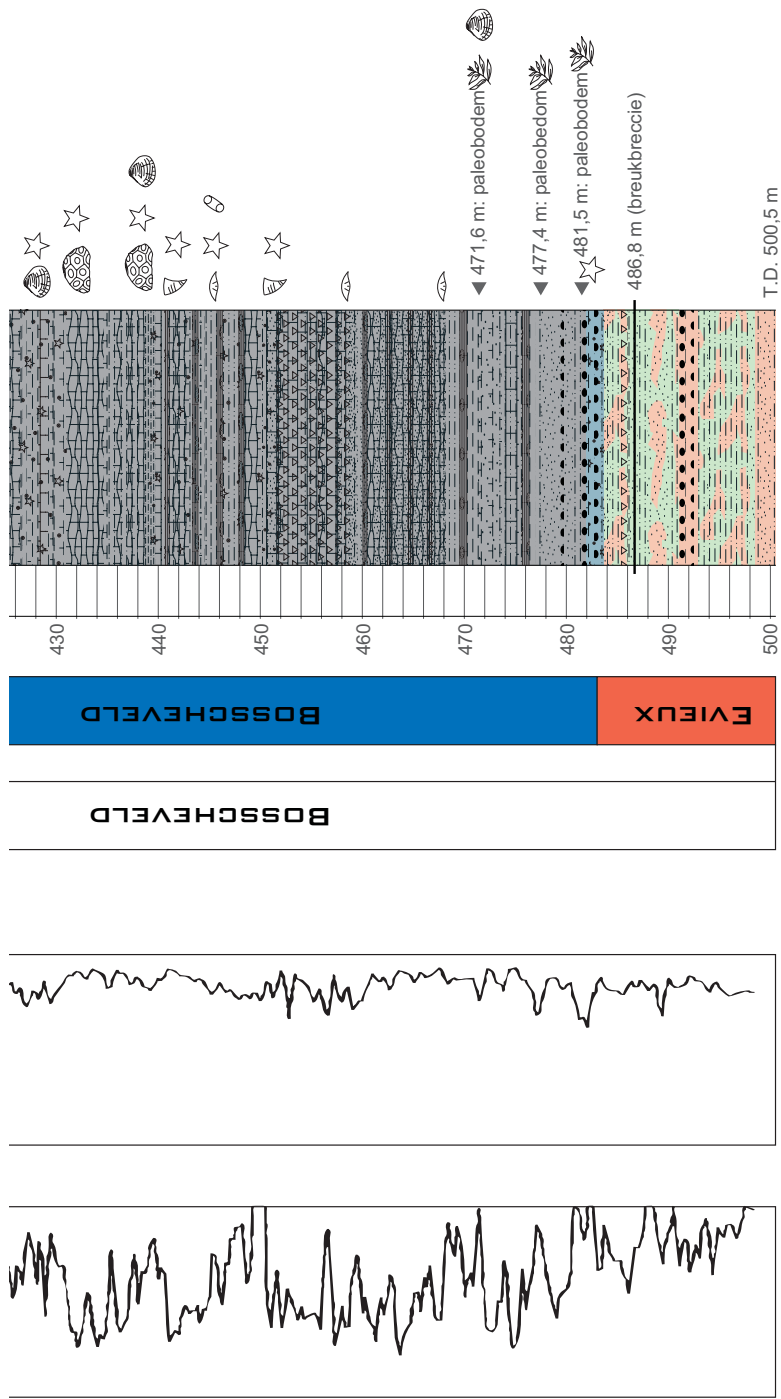 471,6 m: paleobodem
477,4 m: paleobedom
481,5 m: paleobodem
486,8 m (breukbreccie)
T.D. 500,5 m
430
440
450
460
470
480
490
500
BOSSCHEVELD
EVIEUX
BOSSCHEVELD